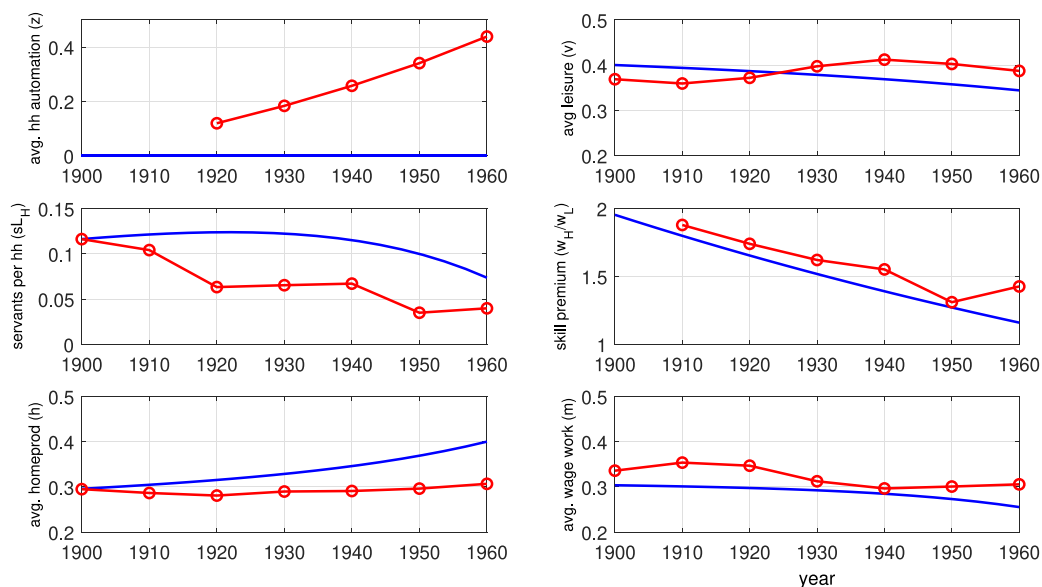 avg. hh automation (z)
0.4
0.2
0
1900 1910 1920 1930 1940 1950 1960
avg leisure (v)
0.5
0.4
0.3
0.2
1900 1910 1920 1930 1940 1950 1960
servants per hh (sL_H)
0.15
0.1
0.05
0
1900 1910 1920 1930 1940 1950 1960
skill premium (w_H/w_L)
2
1.5
1
1900 1910 1920 1930 1940 1950 1960
avg. homeprod (h)
0.5
0.4
0.3
0.2
1900 1910 1920 1930 1940 1950 1960
avg. wage work (m)
0.5
0.4
0.3
0.2
1900 1910 1920 1930 1940 1950 1960
year